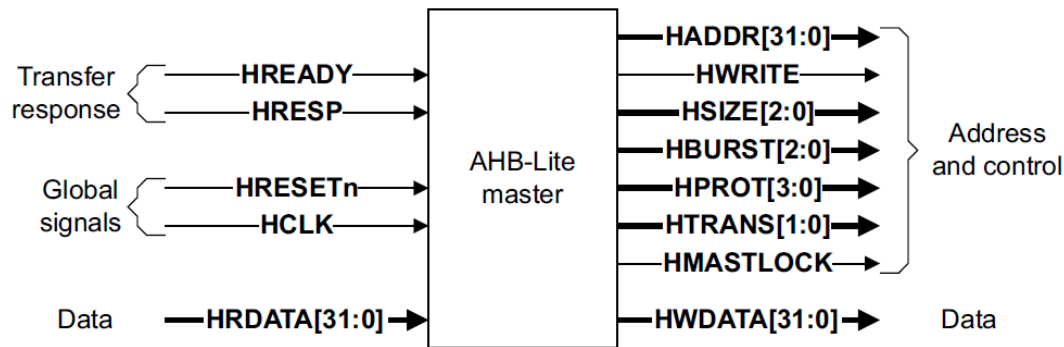 HADDR[31:0]
Transfer
response
HREADY
HWRITE
HRESP
HSIZE[2:0]
Address
and control
AHB-Lite
master
HBURST[2:0]
Global
signals
HRESETn
HPROT[3:0]
HCLK
HTRANS[1:0]
HMASTLOCK
Data
HRDATA[31:0]
HWDATA[31:0]
Data